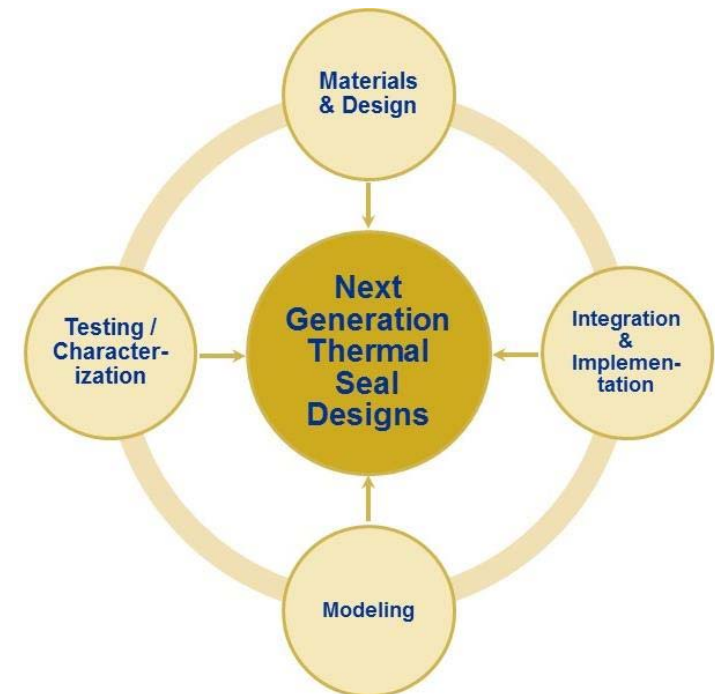 Materials
& Design
Next
Generation
Thermal
Seal
Designs
Testing /
Character-
ization
Integration
&
Implemen-
tation
Modeling